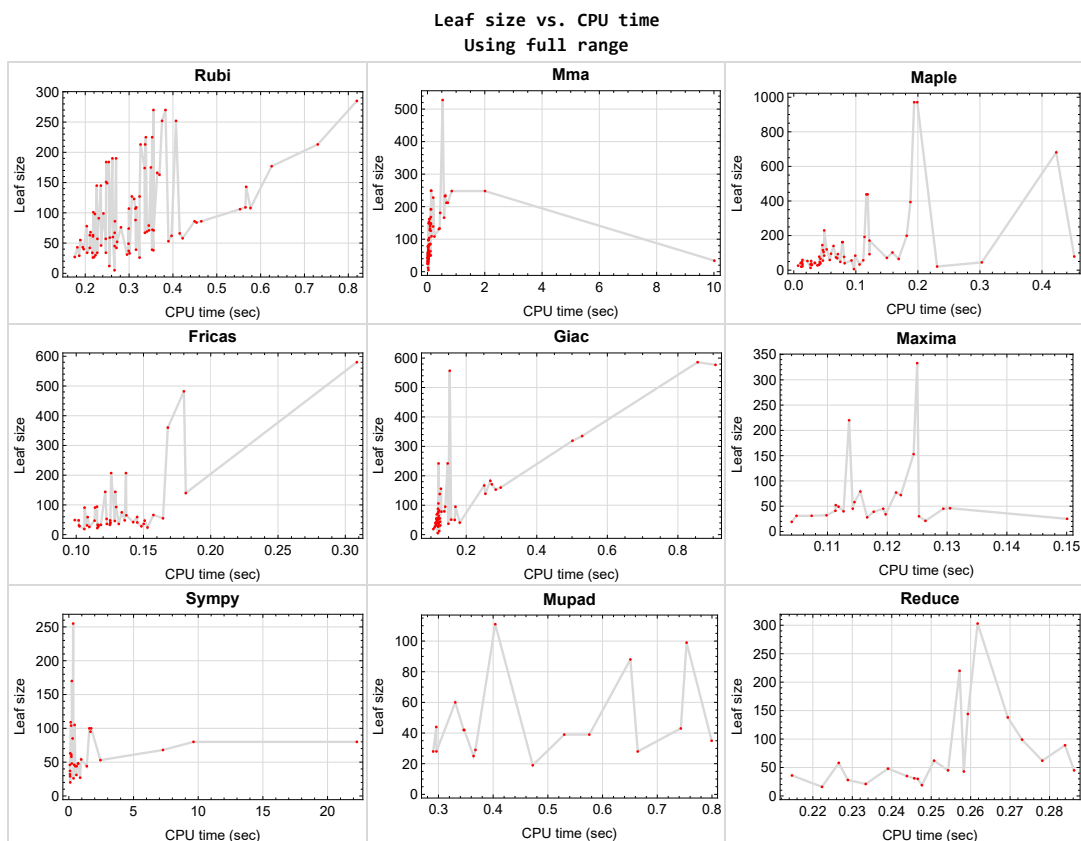 Leaf size vs. CPU time
Using full range
Rubi
Leaf size
300
250
200
150
100
50
0
0.2 0.3 0.4 0.5 0.6 0.7 0.8
CPU time (sec)
Mma
Leaf size
500
400
300
200
100
0
0 2 4 6 8 10
CPU time (sec)
Maple
Leaf size
1000
800
600
400
200
0
0.0 0.1 0.2 0.3 0.4
CPU time (sec)
Fricas
Leaf size
600
500
400
300
200
100
0
0.10 0.15 0.20 0.25 0.30
CPU time (sec)
Giac
Leaf size
600
500
400
300
200
100
0
0.2 0.4 0.6 0.8
CPU time (sec)
Maxima
Leaf size
350
300
250
200
150
100
50
0
0.11 0.12 0.13 0.14 0.15
CPU time (sec)
Sympy
Leaf size
250
200
150
100
50
0
0 5 10 15 20
CPU time (sec)
Mupad
Leaf size
100
80
60
40
20
0
0.3 0.4 0.5 0.6 0.7 0.8
CPU time (sec)
Reduce
Leaf size
300
250
200
150
100
50
0
0.22 0.23 0.24 0.25 0.26 0.27 0.28
CPU time (sec)